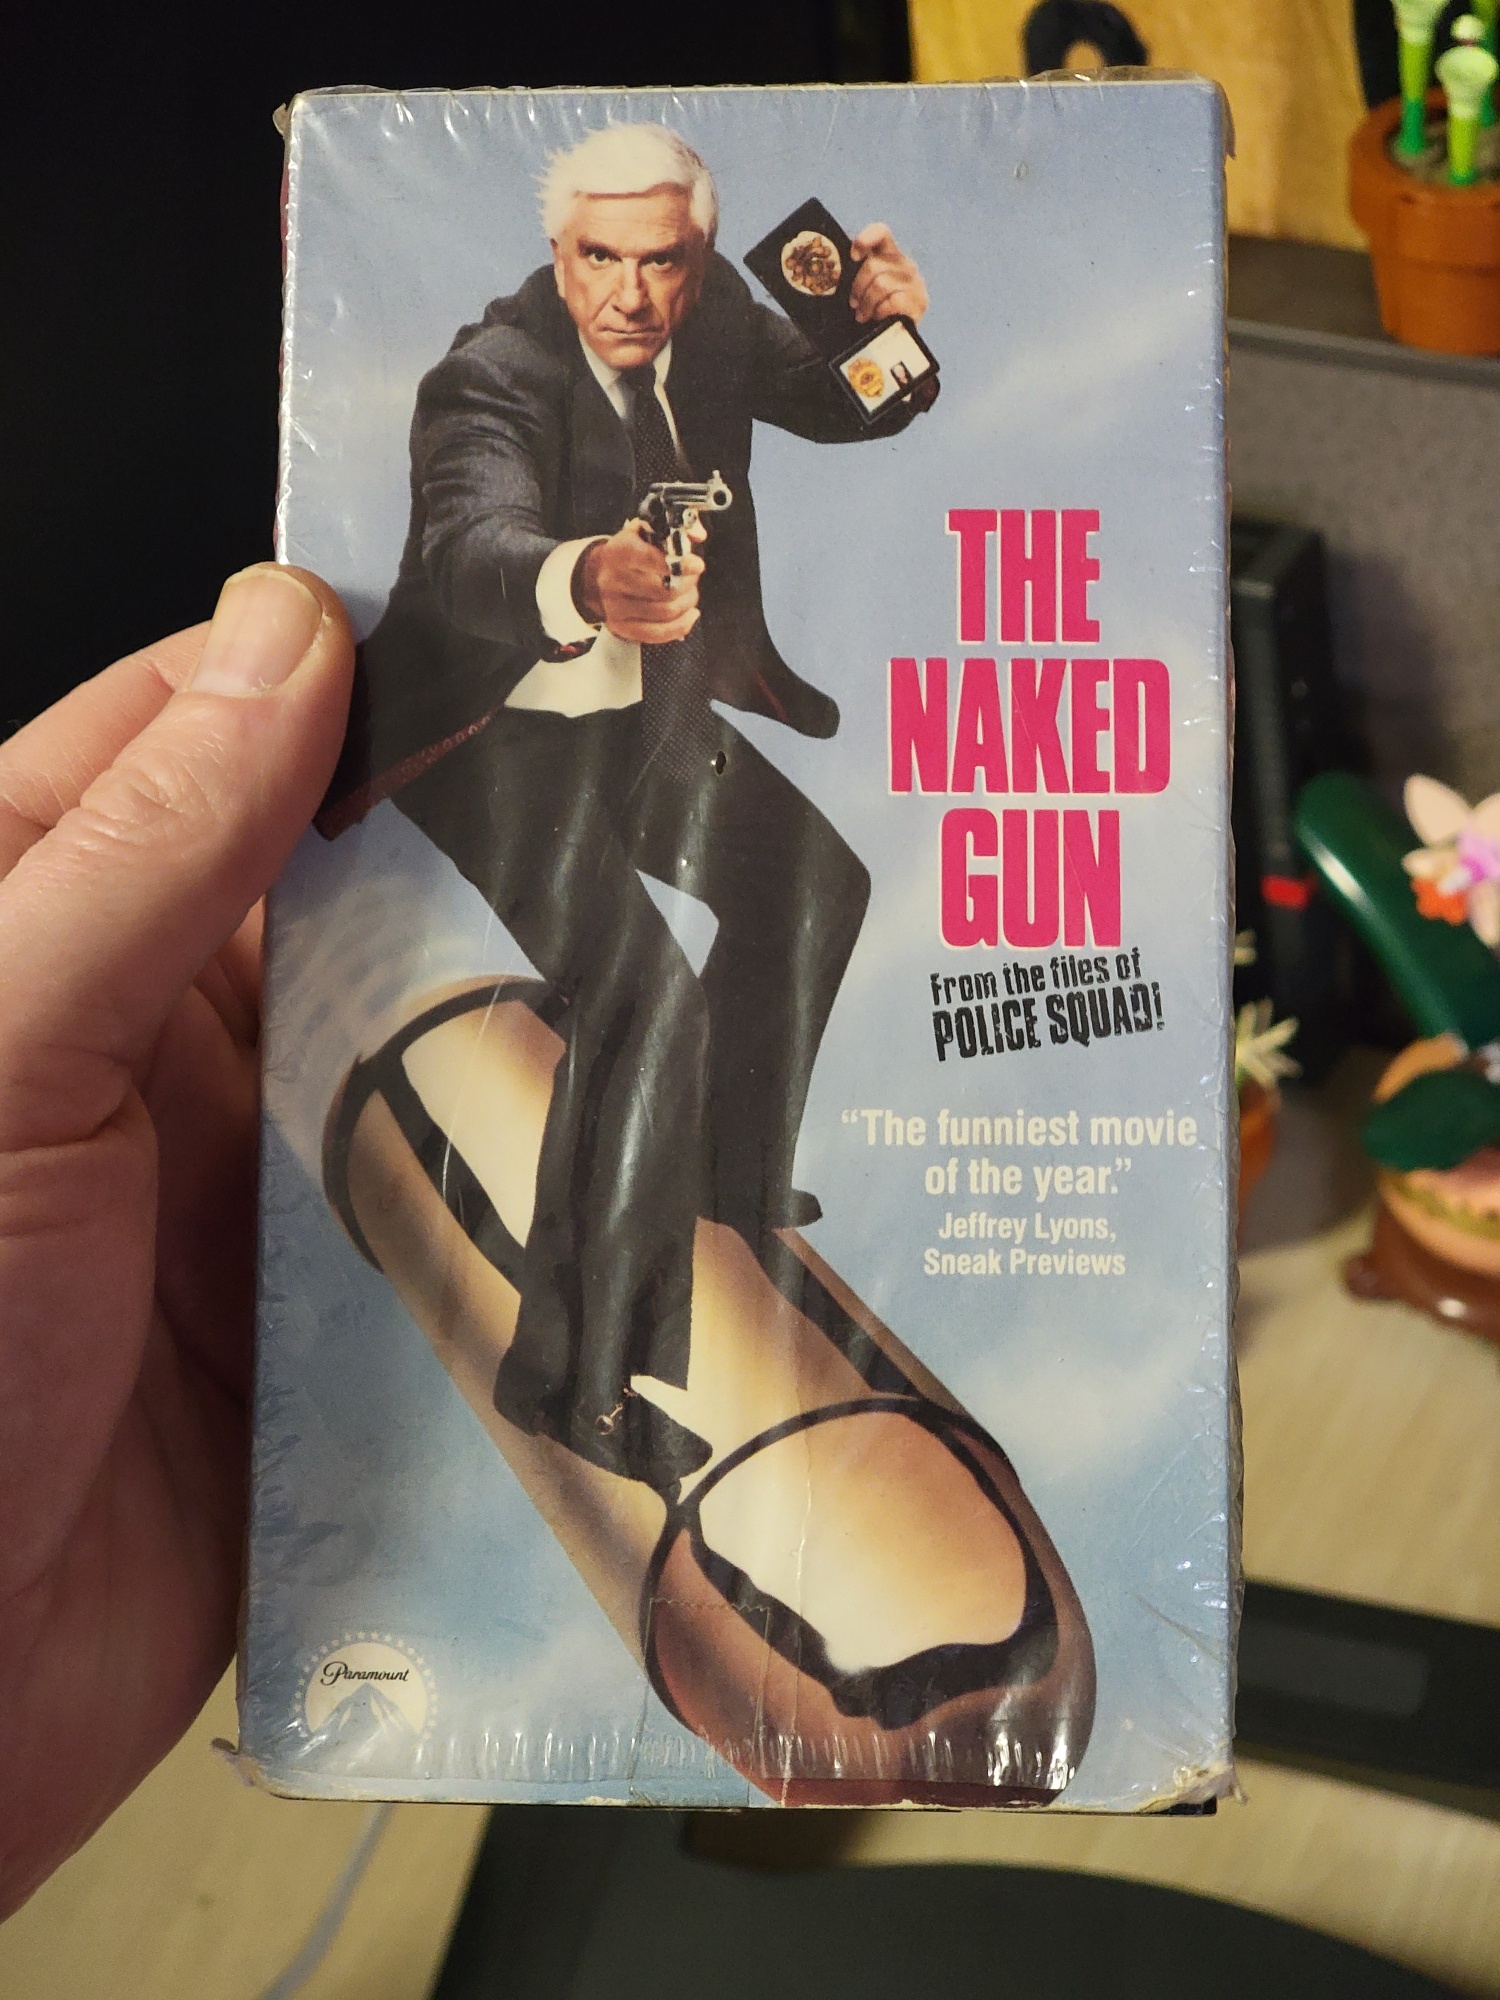 THE
NAKED
GUN
From the files of
POLICE SQUAD!
“The funniest movie
of the year.”
Jeffrey Lyons,
Sneak Previews
Paramount